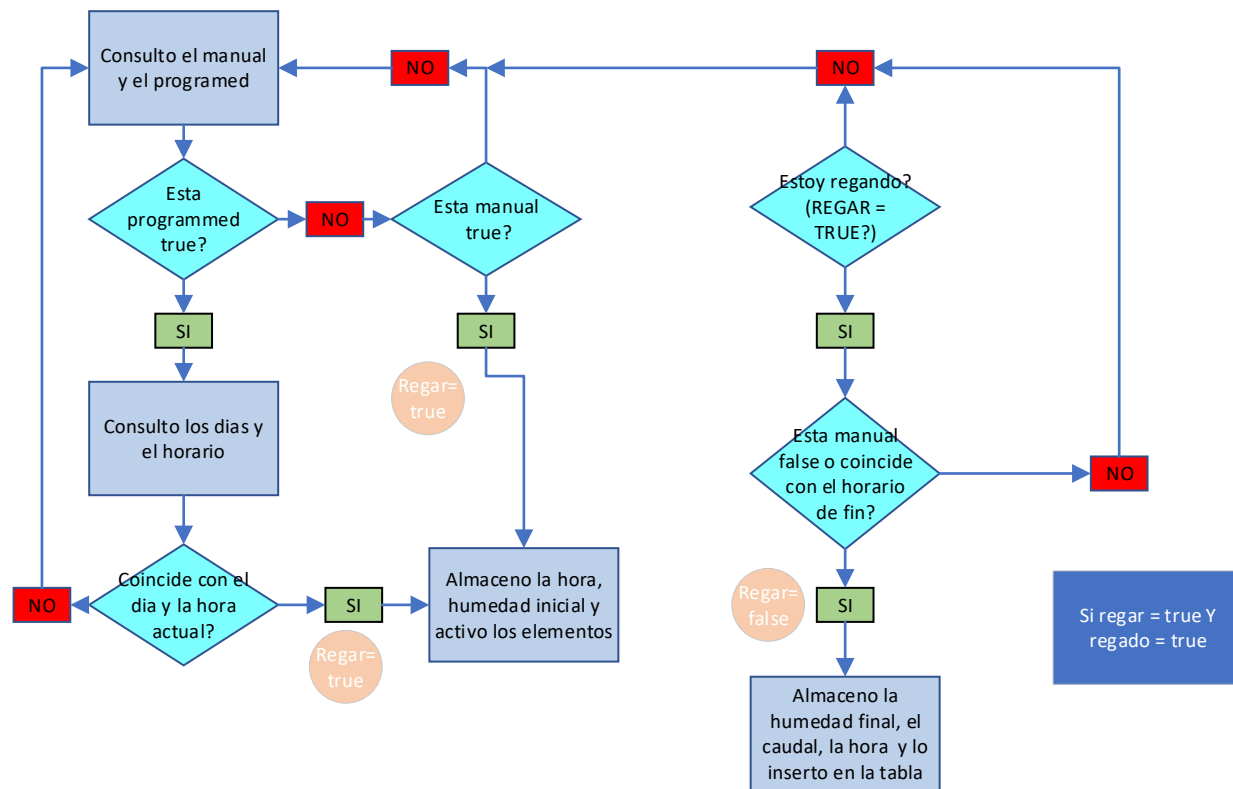 Consulto el manual
y el programed
NO
NO
Esta
programmed
true?
NO
Esta manual
true?
Estoy regando?
(REGAR =
TRUE?)
SI
SI
SI
Regar=
true
Consulto los dias y
el horario
Esta manual
false o coincide
con el horario
de fin?
NO
Coincide con el
dia y la hora
actual?
NO
SI
Regar=
true
Almaceno la hora,
humedad inicial y
activo los elementos
Regar=
false
SI
Si regar = true Y
regado = true
Almaceno la
humedad final, el
caudal, la hora y lo
inserto en la tabla